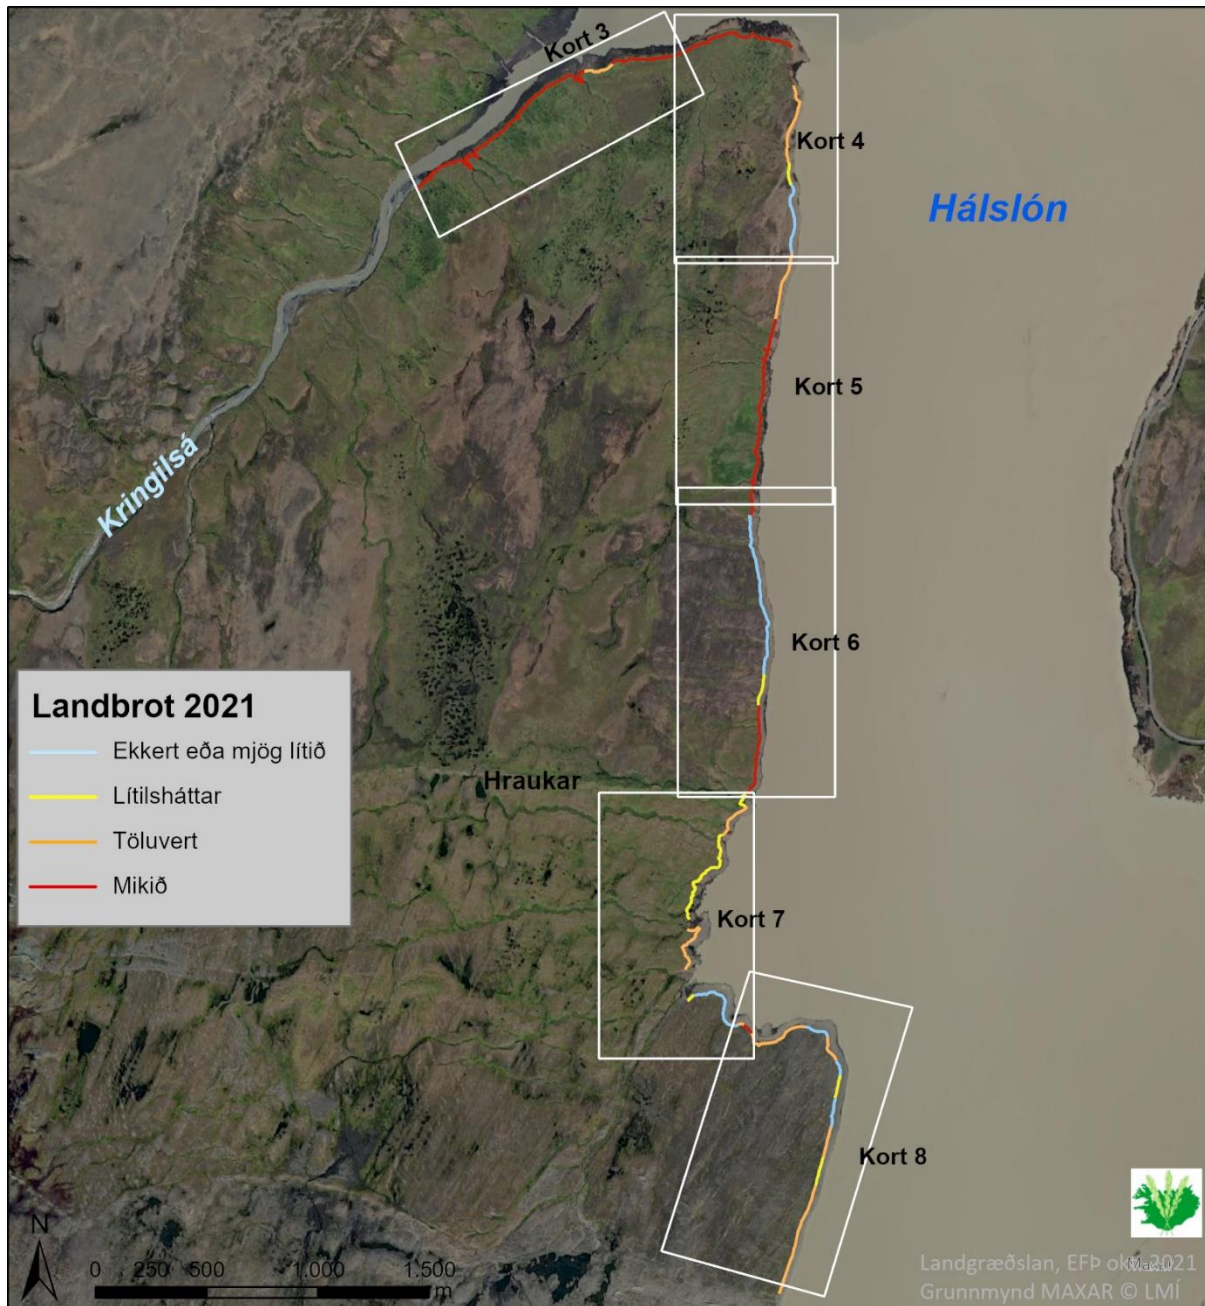 Kort 3
Kort 4
Hálslón
Kort 5
Kringilsá
Kort 6
Landbrot 2021
Ekkert eða mjög lítið
Lítilsháttar
Töluvert
Mikið
Hraukar
Kort 7
Kort 8
N
0 250 500 1.000 1.500
m
Maxar
Landgræðslan, EFÞ okt. 2021
Grunnmynd MAXAR © LMÍ